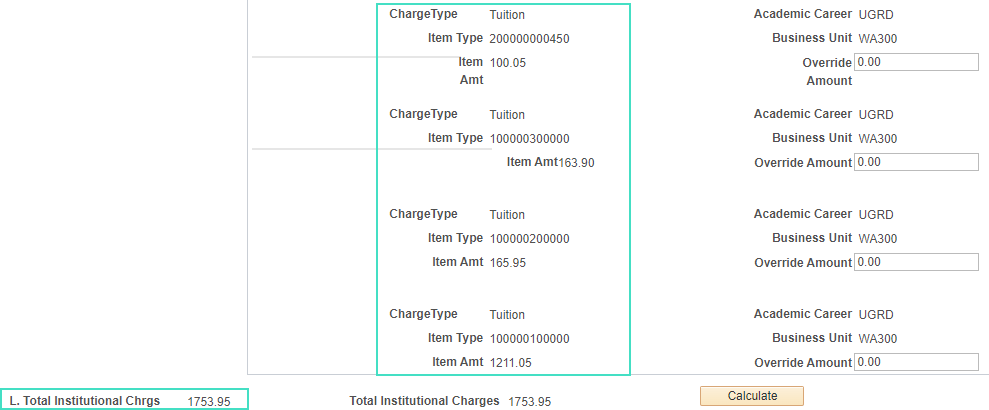 ChargeType Tuition Academic Career UGRD
Item Type 200000000450 Business Unit WA300
Item 100.05 Override 0.00
Amt Amount
ChargeType Tuition Academic Career UGRD
Item Type 100000300000 Business Unit WA300
Item Amt 163.90 Override Amount 0.00
ChargeType Tuition Academic Career UGRD
Item Type 100000200000 Business Unit WA300
Item Amt 165.95 Override Amount 0.00
ChargeType Tuition Academic Career UGRD
Item Type 100000100000 Business Unit WA300
Item Amt 1211.05 Override Amount 0.00
L. Total Institutional Chrgs 1753.95 Total Institutional Charges 1753.95 Calculate